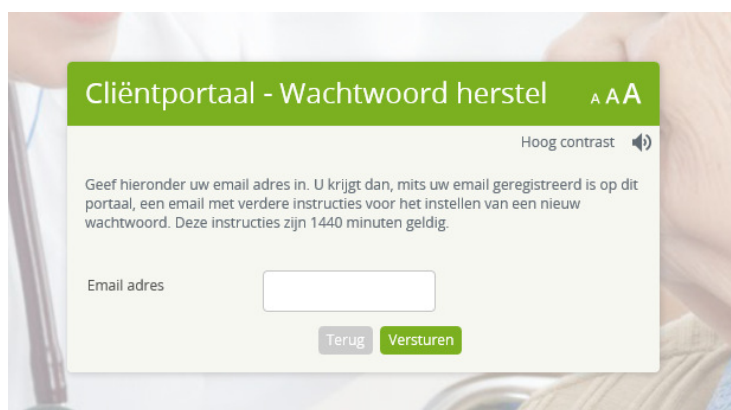 Cliëntportaal - Wachtwoord herstel A A A
Hoog contrast
Geef hieronder uw email adres in. U krijgt dan, mits uw email geregistreerd is op dit
portaal, een email met verdere instructies voor het instellen van een nieuw
wachtwoord. Deze instructies zijn 1440 minuten geldig.
Email adres
Terug Versturen